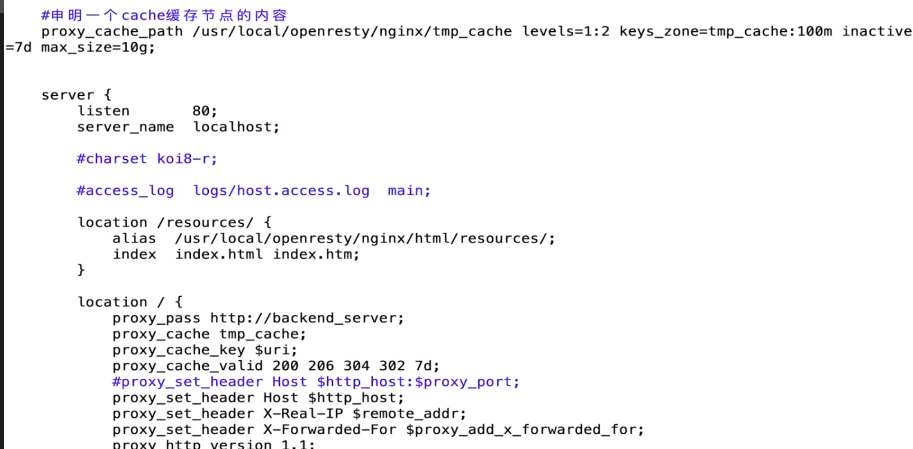 #申明一个cache缓存节点的内容
proxy_cache_path /usr/local/openresty/nginx/tmp_cache levels=1:2 keys_zone=tmp_cache:100m inactive
=7d max_size=10g;
server {
listen 80;
server_name localhost;
#charset koi8-r;
#access_log logs/host.access.log main;
location /resources/ {
alias /usr/local/openresty/nginx/html/resources/;
index index.html index.htm;
}
location / {
proxy_pass http://backend_server;
proxy_cache tmp_cache;
proxy_cache_key $uri;
proxy_cache_valid 200 206 304 302 7d;
#proxy_set_header Host $http_host:$proxy_port;
proxy_set_header Host $http_host;
proxy_set_header X-Real-IP $remote_addr;
proxy_set_header X-Forwarded-For $proxy_add_x_forwarded_for;
proxy_http_version 1.1;